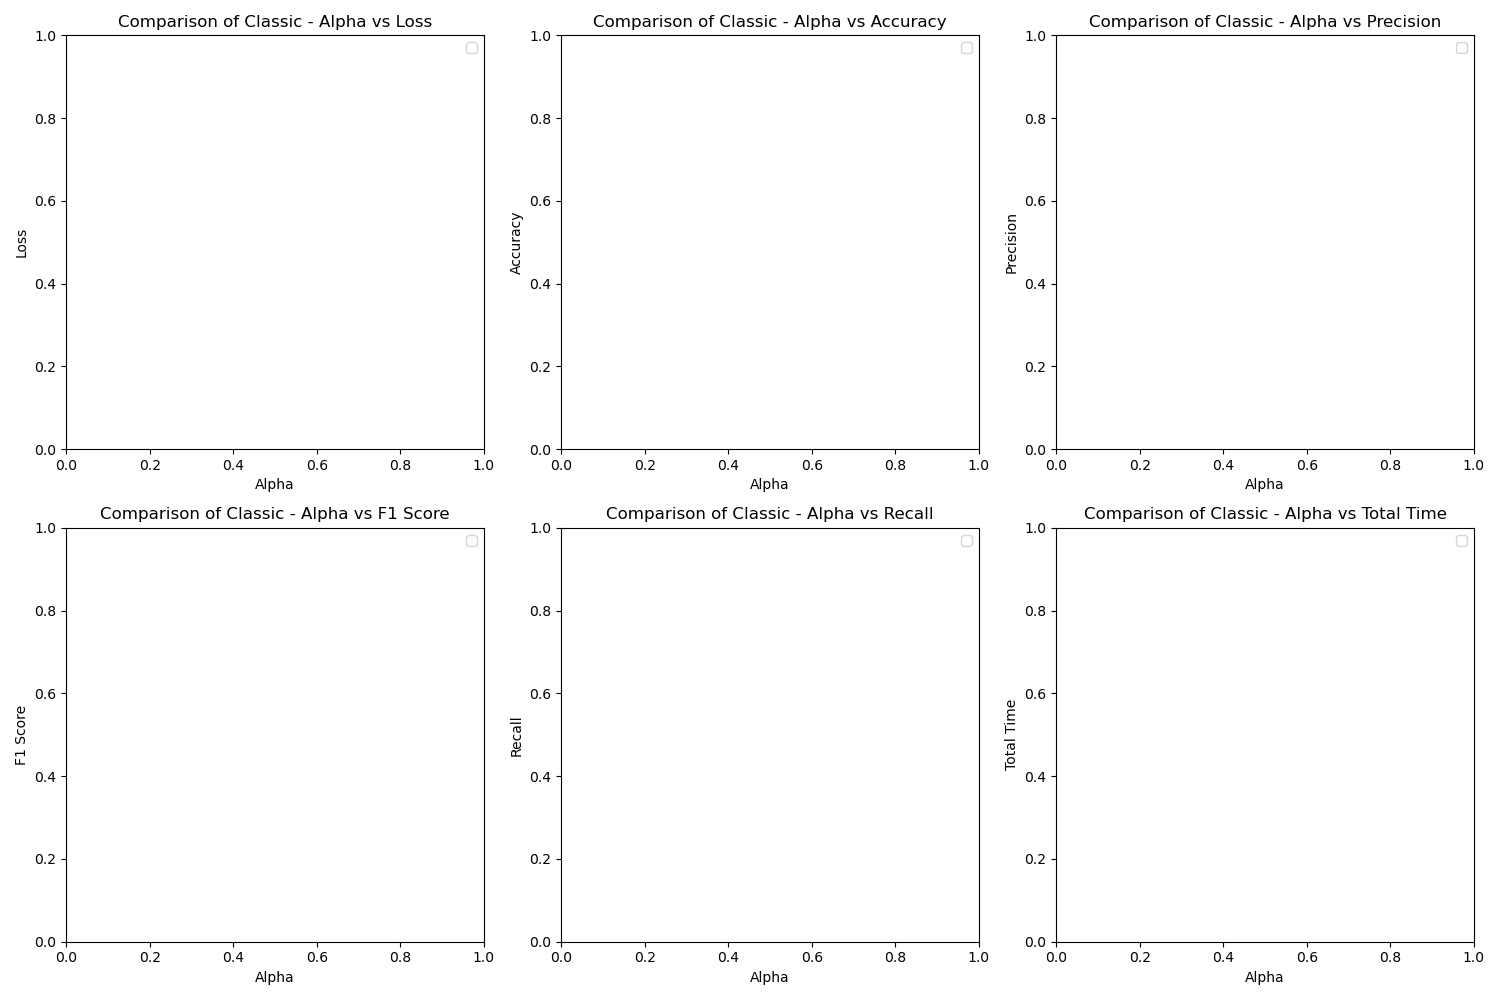 Comparison of Classic - Alpha vs Loss
1.0
0.8
0.6
0.4
0.2
0.0
Loss
0.0 0.2 0.4 0.6 0.8 1.0
Alpha
Comparison of Classic - Alpha vs Accuracy
1.0
0.8
0.6
0.4
0.2
0.0
Accuracy
0.0 0.2 0.4 0.6 0.8 1.0
Alpha
Comparison of Classic - Alpha vs Precision
1.0
0.8
0.6
0.4
0.2
0.0
Precision
0.0 0.2 0.4 0.6 0.8 1.0
Alpha
Comparison of Classic - Alpha vs F1 Score
1.0
0.8
0.6
0.4
0.2
0.0
F1 Score
0.0 0.2 0.4 0.6 0.8 1.0
Alpha
Comparison of Classic - Alpha vs Recall
1.0
0.8
0.6
0.4
0.2
0.0
Recall
0.0 0.2 0.4 0.6 0.8 1.0
Alpha
Comparison of Classic - Alpha vs Total Time
1.0
0.8
0.6
0.4
0.2
0.0
Total Time
0.0 0.2 0.4 0.6 0.8 1.0
Alpha